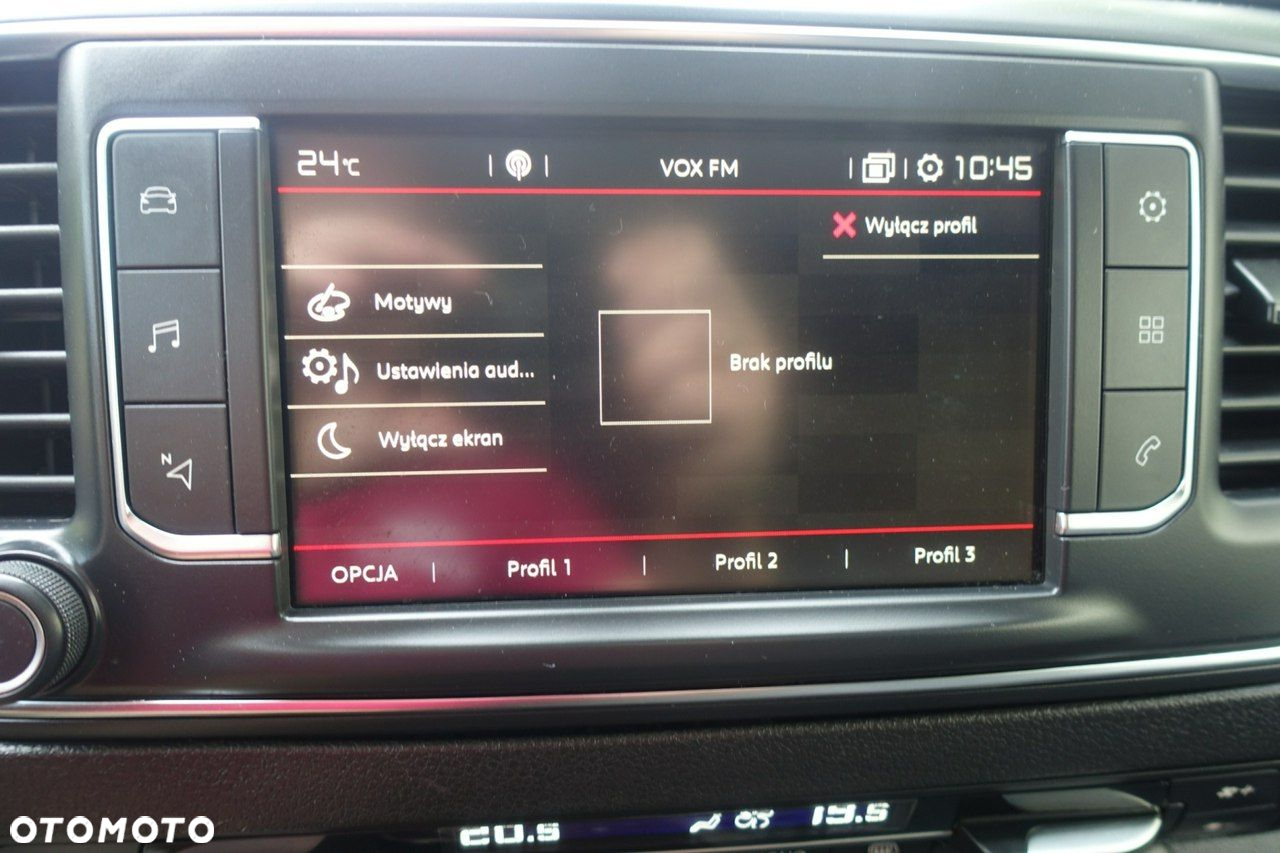 24°C
VOX FM
10:45
Wyłącz profil
Motywy
Ustawienia aud...
Wyłącz ekran
Brak profilu
OPCJA
Profil 1
Profil 2
Profil 3
N
20.5
19.5
OTOMOTO